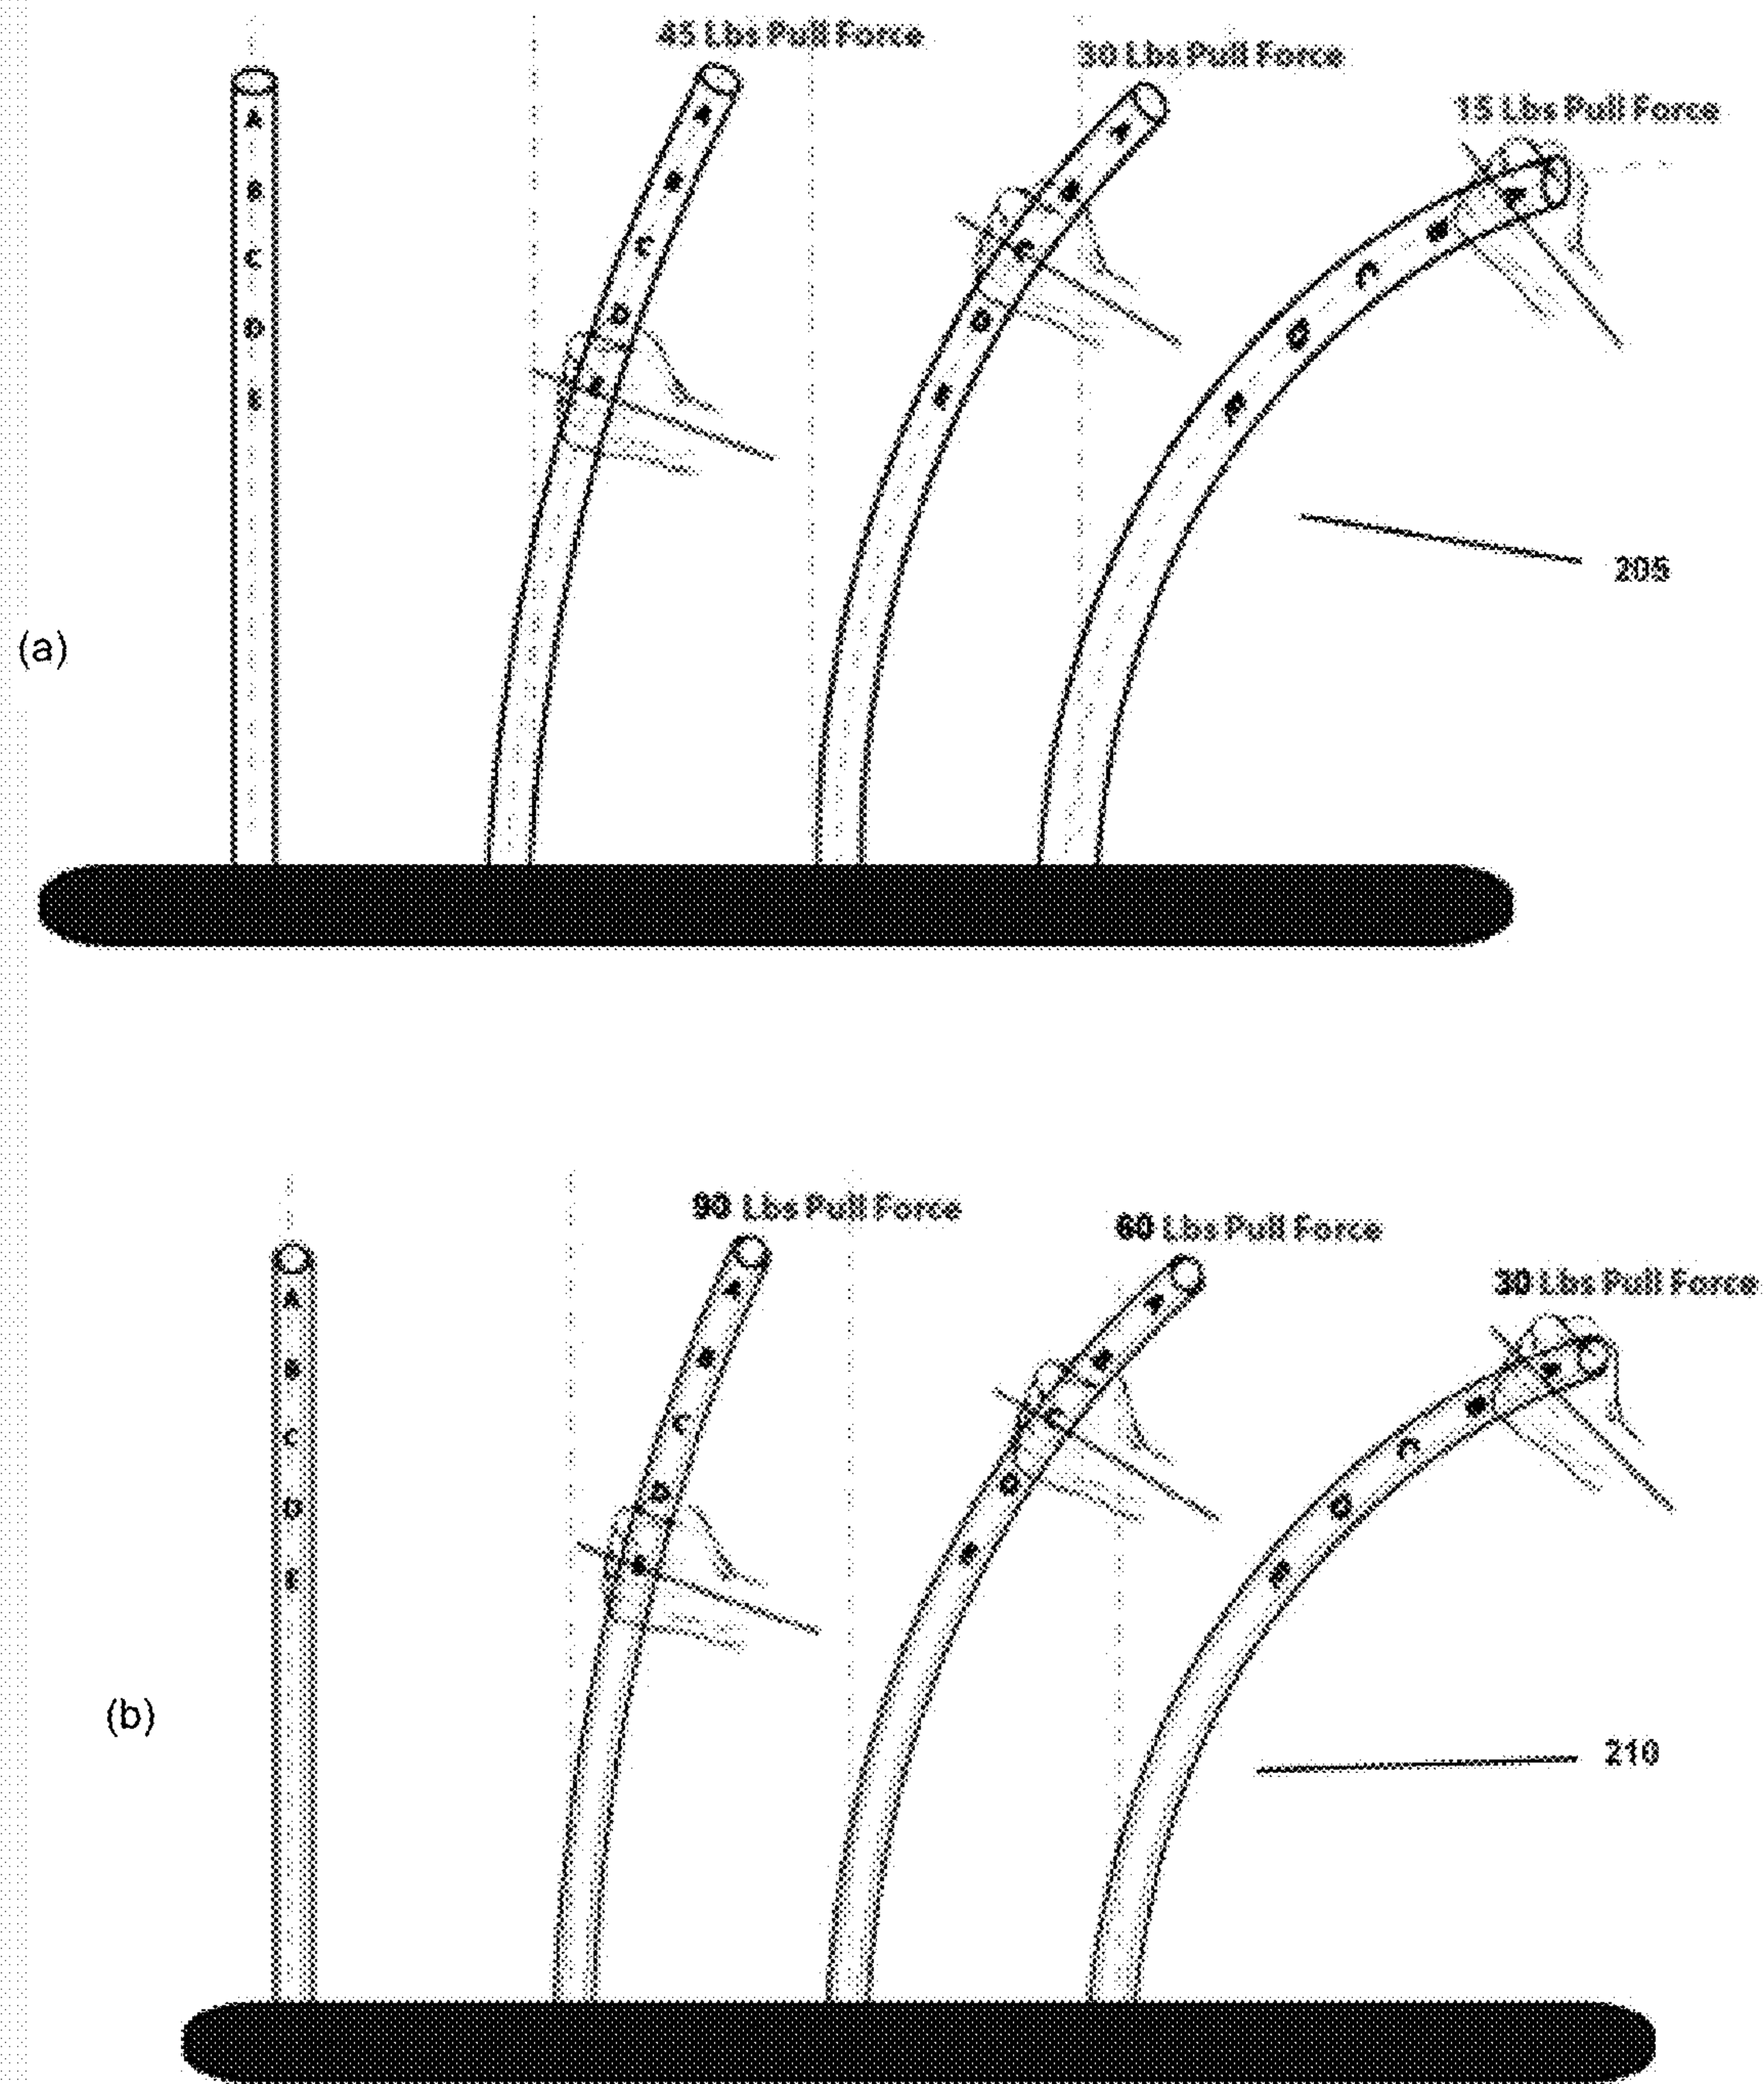 45 Lbs Pull Force
30 Lbs Pull Force
15 Lbs Pull Force
A
B
C
D
E
A
B
C
D
E
A
B
C
D
E
A
B
C
D
E
205
(a)
90 Lbs Pull Force
60 Lbs Pull Force
30 Lbs Pull Force
A
B
C
D
E
A
B
C
D
E
A
B
C
D
E
A
B
C
D
E
(b)
210